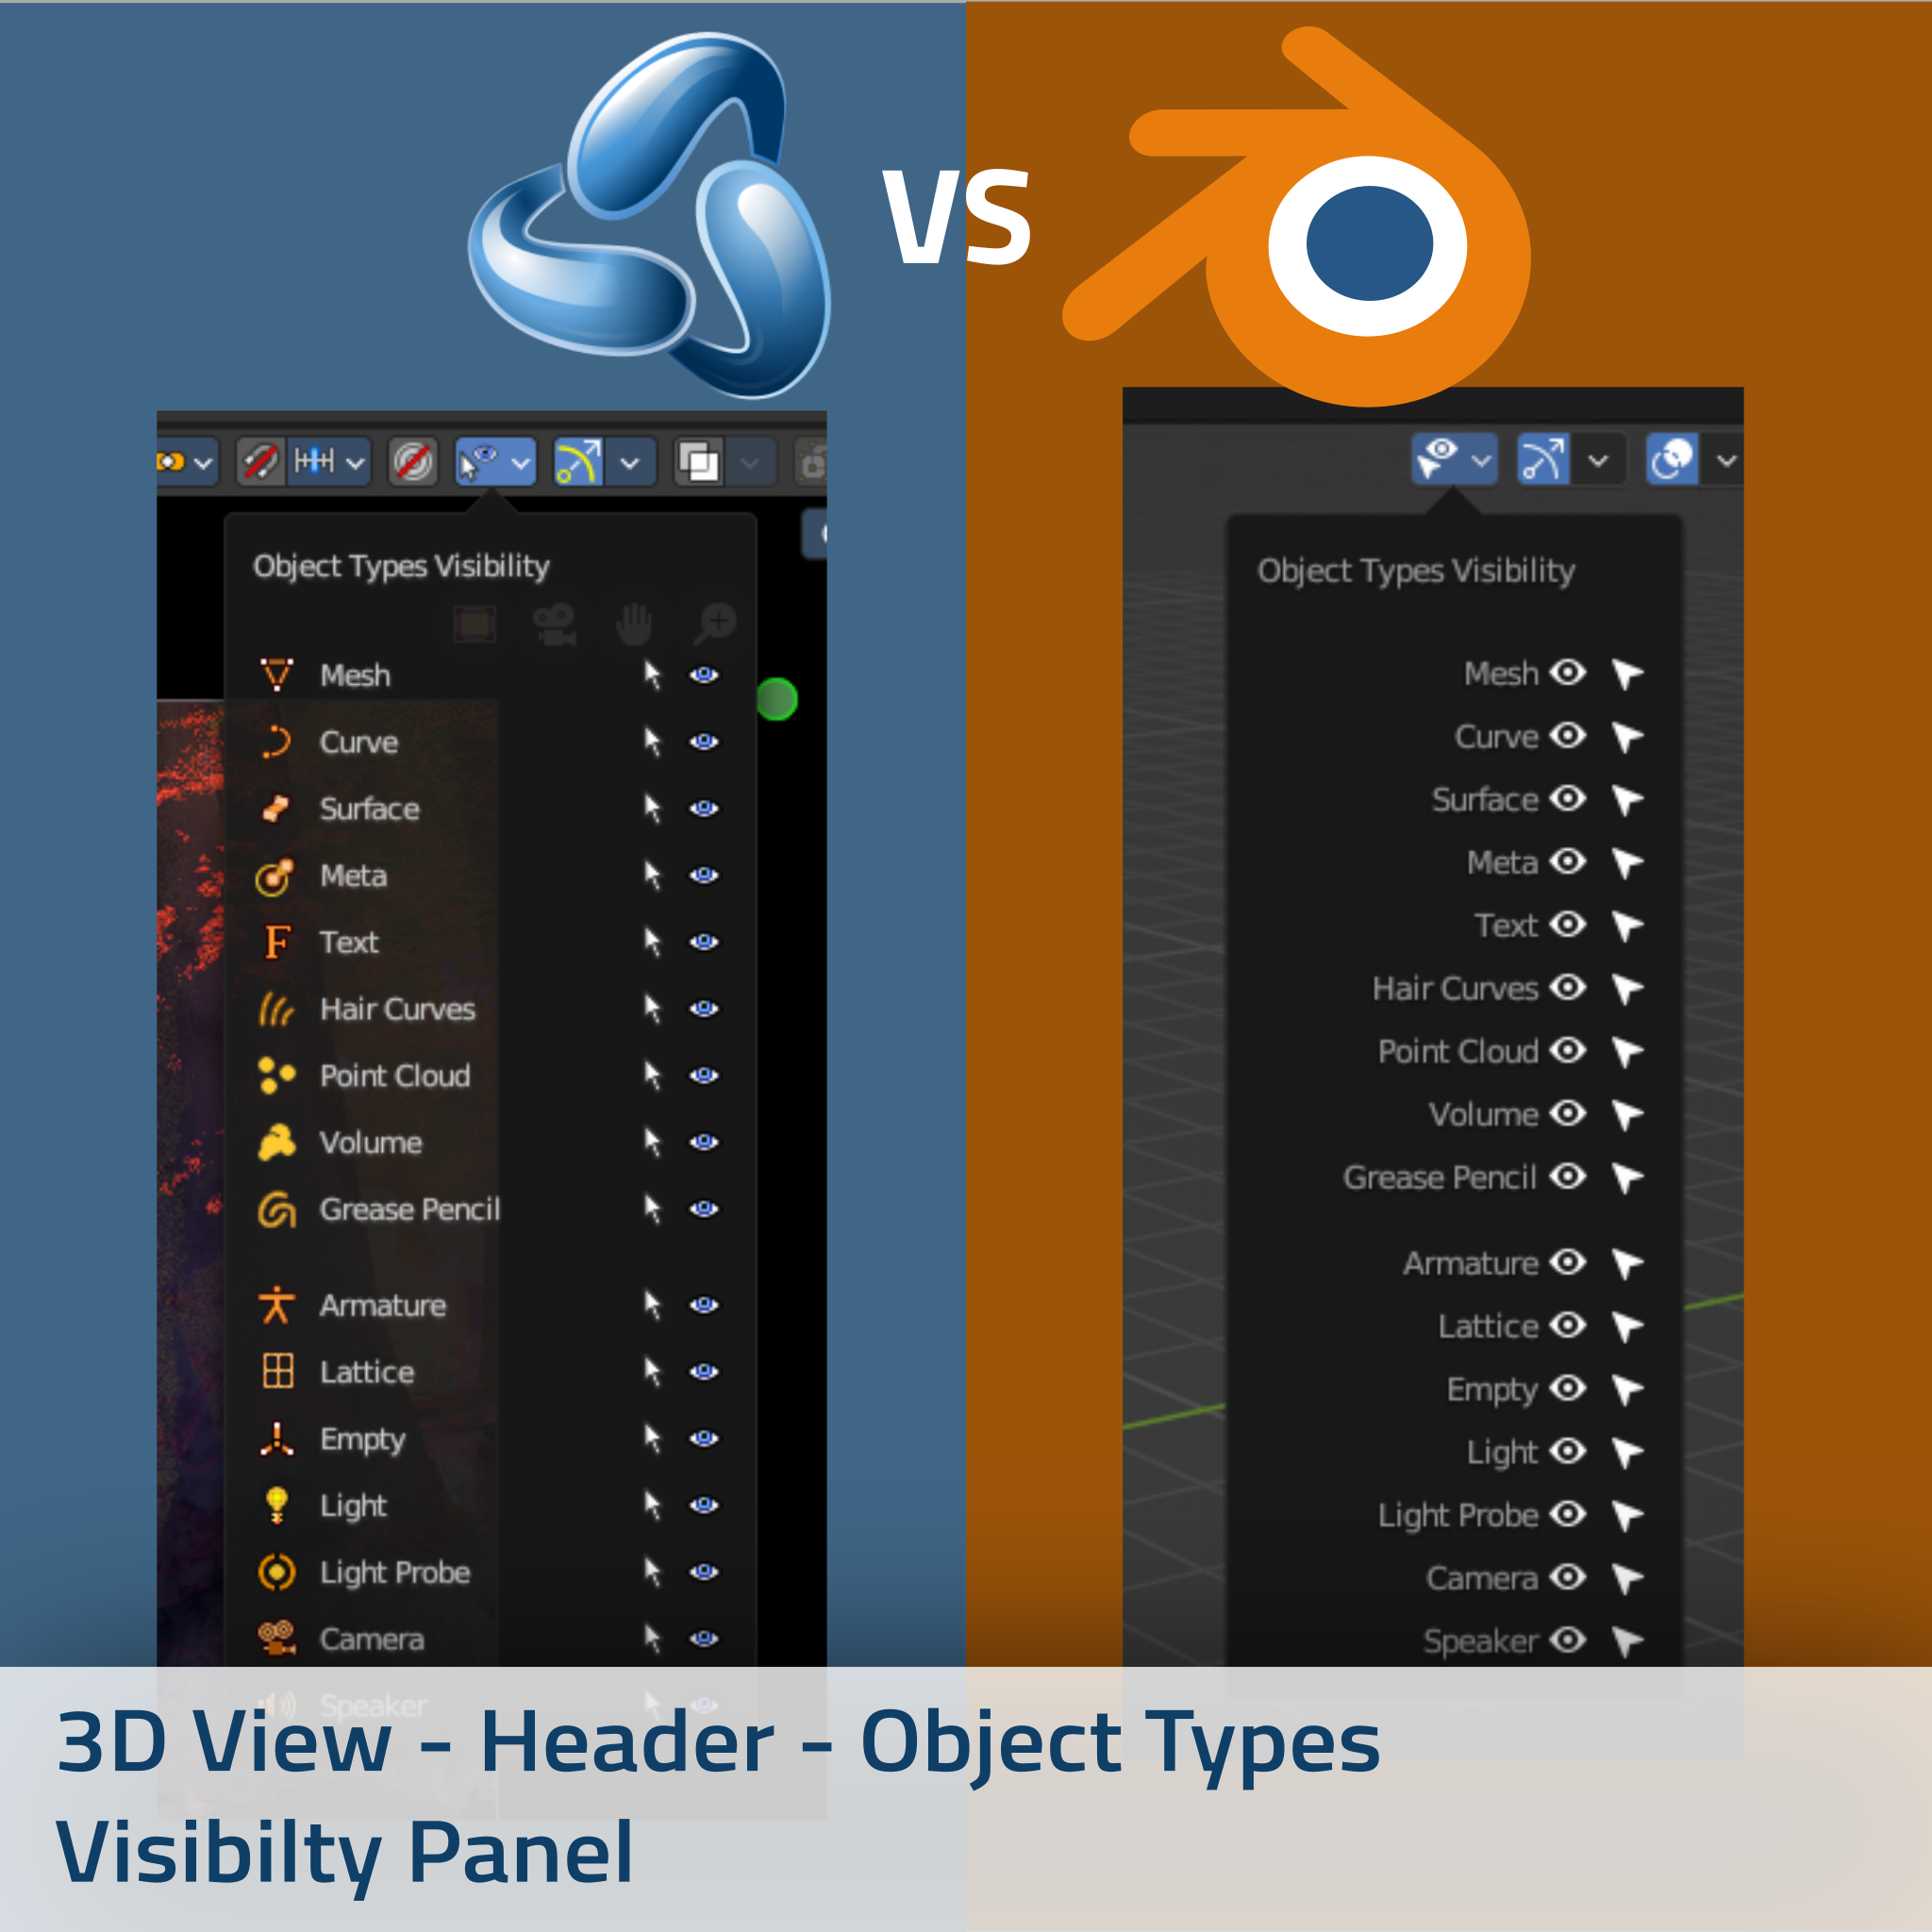 VS
Object Types Visibility
Mesh
Curve
Surface
Meta
Text
Hair Curves
Point Cloud
Volume
Grease Pencil
Armature
Lattice
Empty
Light
Light Probe
Camera
Speaker
Object Types Visibility
Mesh
Curve
Surface
Meta
Text
Hair Curves
Point Cloud
Volume
Grease Pencil
Armature
Lattice
Empty
Light
Light Probe
Camera
Speaker
3D View - Header - Object Types
Visibilty Panel